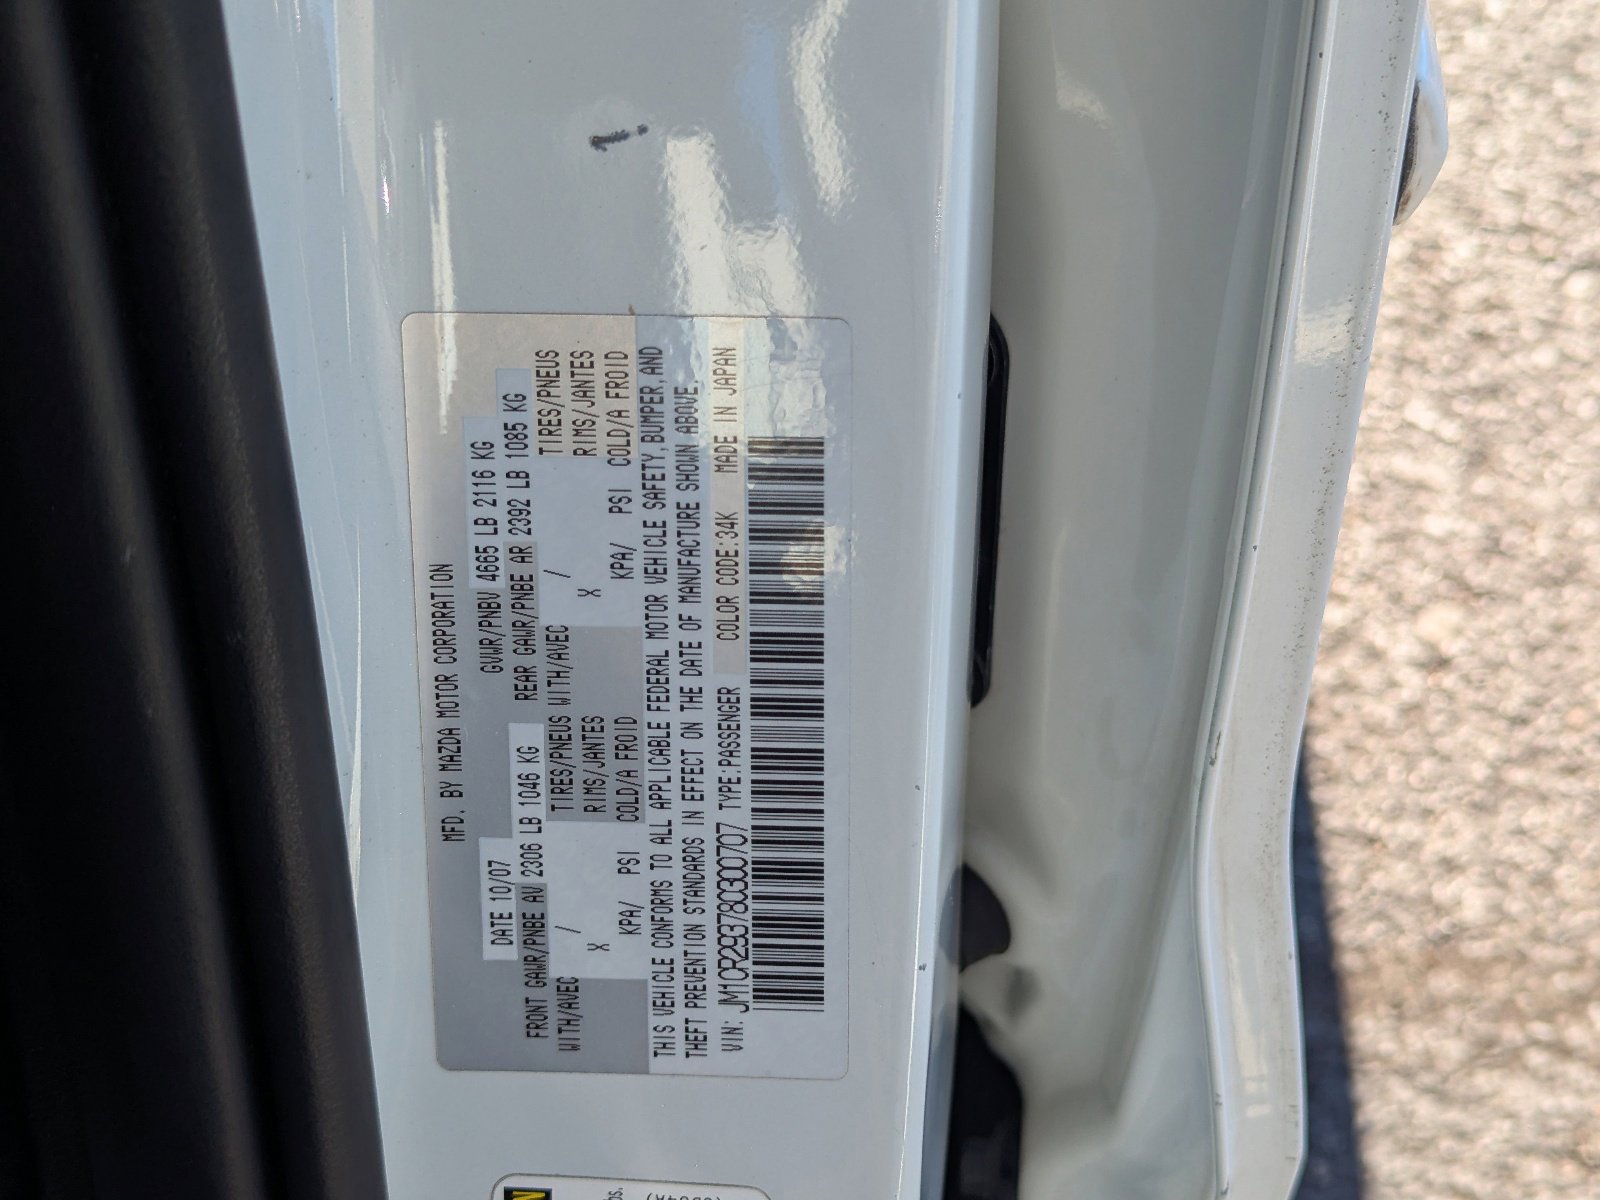 MFD. BY MAZDA MOTOR CORPORATION
DATE 10/07 GVWR/PNBV 4665 LB 2116 KG
FRONT GAWR/PNBE AV 2306 LB 1046 KG REAR GAWR/PNBE AR 2392 LB 1085 KG
WITH/AVEC / TIRES/PNEUS WITH/AVEC / TIRES/PNEUS
X RIMS/JANTES X RIMS/JANTES
KPA/ PSI COLD/A FROID KPA/ PSI COLD/A FROID
THIS VEHICLE CONFORMS TO ALL APPLICABLE FEDERAL MOTOR VEHICLE SAFETY, BUMPER, AND
THEFT PREVENTION STANDARDS IN EFFECT ON THE DATE OF MANUFACTURE SHOWN ABOVE.
VIN: JM1CR293780300707 TYPE:PASSENGER COLOR CODE:34K MADE IN JAPAN